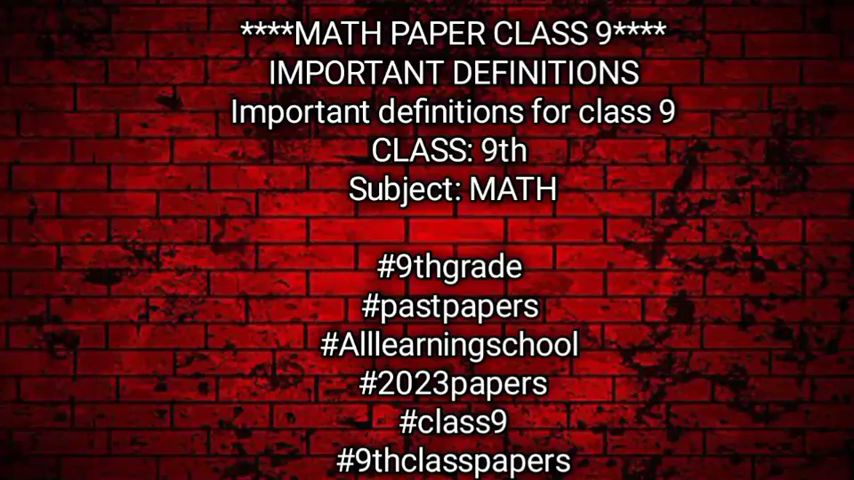 ****MATH PAPER CLASS 9****
IMPORTANT DEFINITIONS
Important definitions for class 9
CLASS: 9th
Subject: MATH
#9thgrade
#pastpapers
#Alllearningschool
#2023papers
#class9
#9thclasspapers